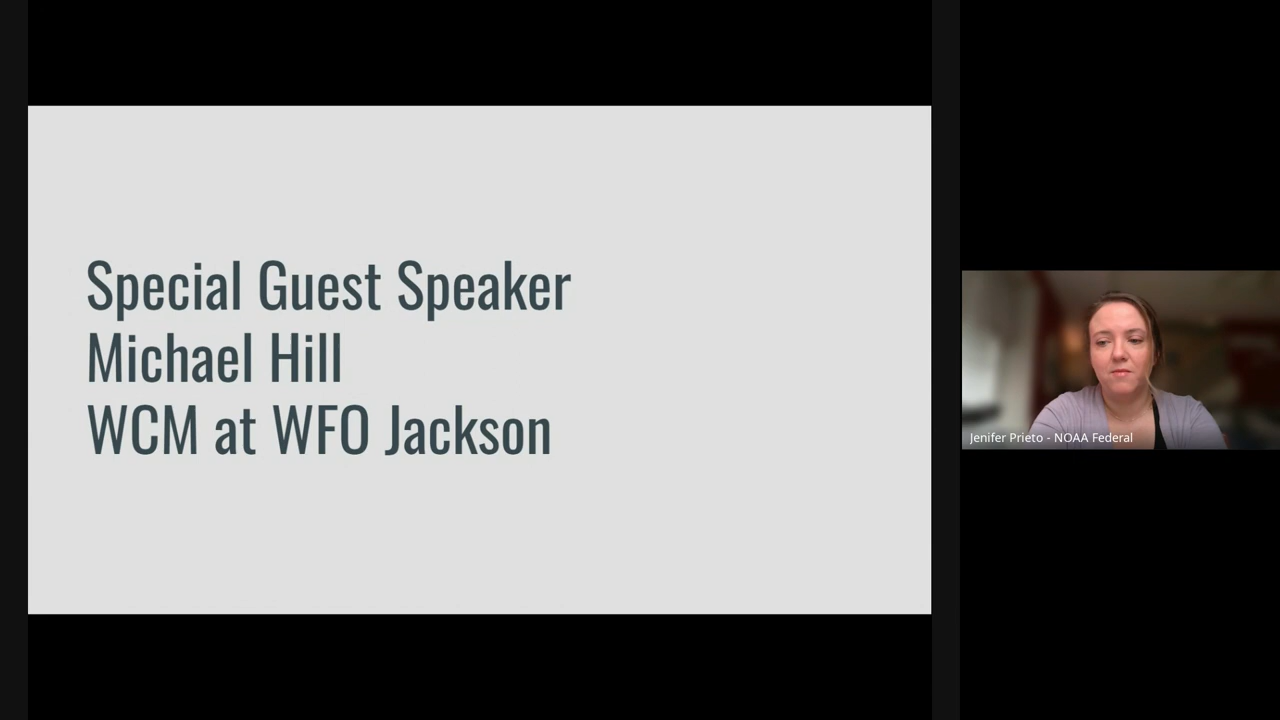 Special Guest Speaker
Michael Hill
WCM at WFO Jackson
Jenifer Prieto - NOAA Federal